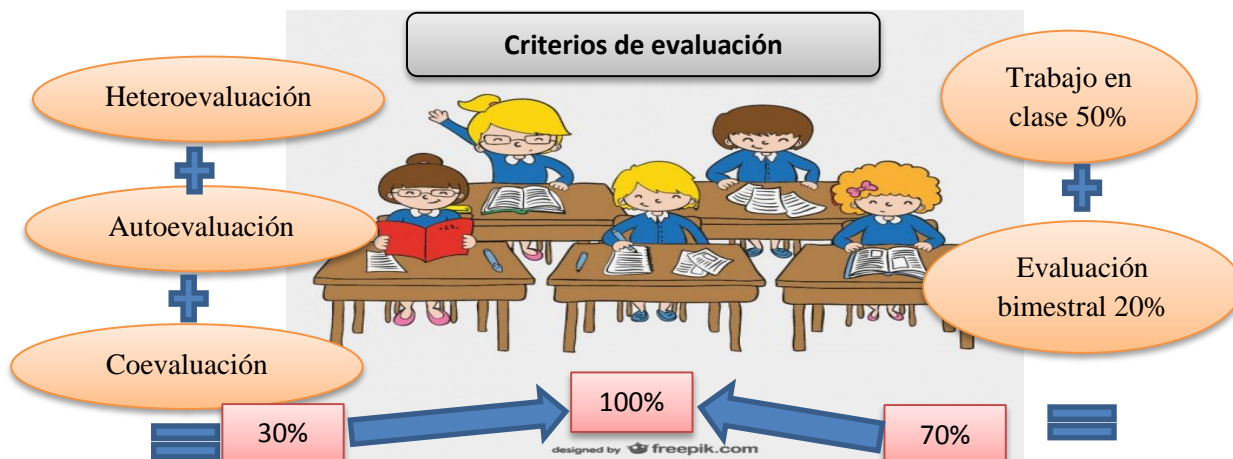 Criterios de evaluación
Heteroevaluación
Autoevaluación
Coevaluación
30%
Trabajo en
clase 50%
Evaluación
bimestral 20%
70%
100%
designed by freepik.com